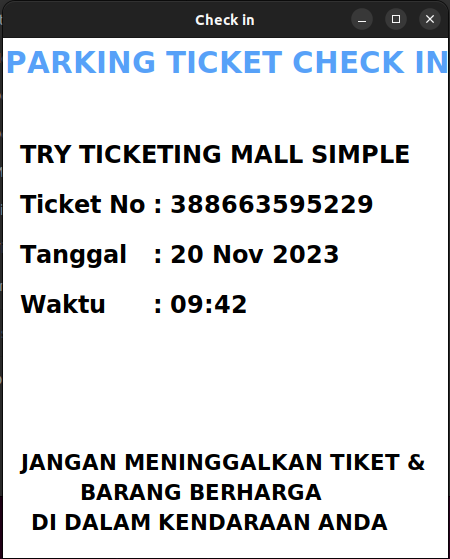 Check in
PARKING TICKET CHECK IN
TRY TICKETING MALL SIMPLE
Ticket No : 388663595229
Tanggal : 20 Nov 2023
Waktu : 09:42
JANGAN MENINGGALKAN TIKET &
BARANG BERHARGA
DI DALAM KENDARAAN ANDA